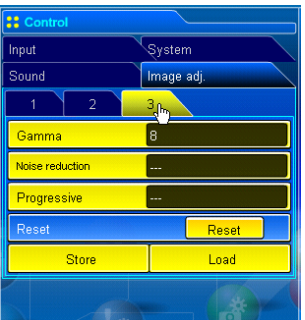 Control
Input System
Sound Image adj.
1 2 3
Gamma 8
Noise reduction ---
Progressive ---
Reset Reset
Store Load